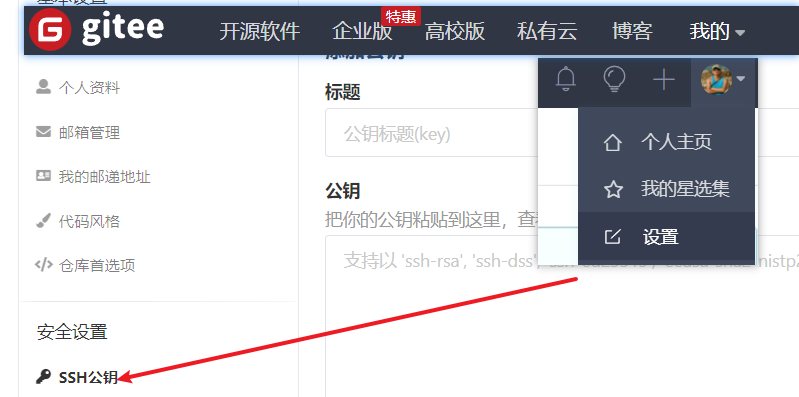 gitee 开源软件 企业版 特惠 高校版 私有云 博客 我的
个人资料
邮箱管理
我的邮递地址
代码风格
仓库首选项
安全设置
SSH公钥
标题
公钥标题(key)
公钥
把你的公钥粘贴到这里，查
支持以 'ssh-rsa', 'ssh-dss',
个人主页
我的星选集
设置